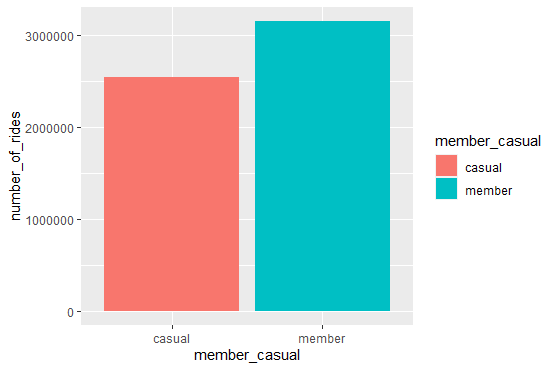 number_of_rides
3000000
2000000
1000000
0
casual
member
member_casual
member_casual
casual
member